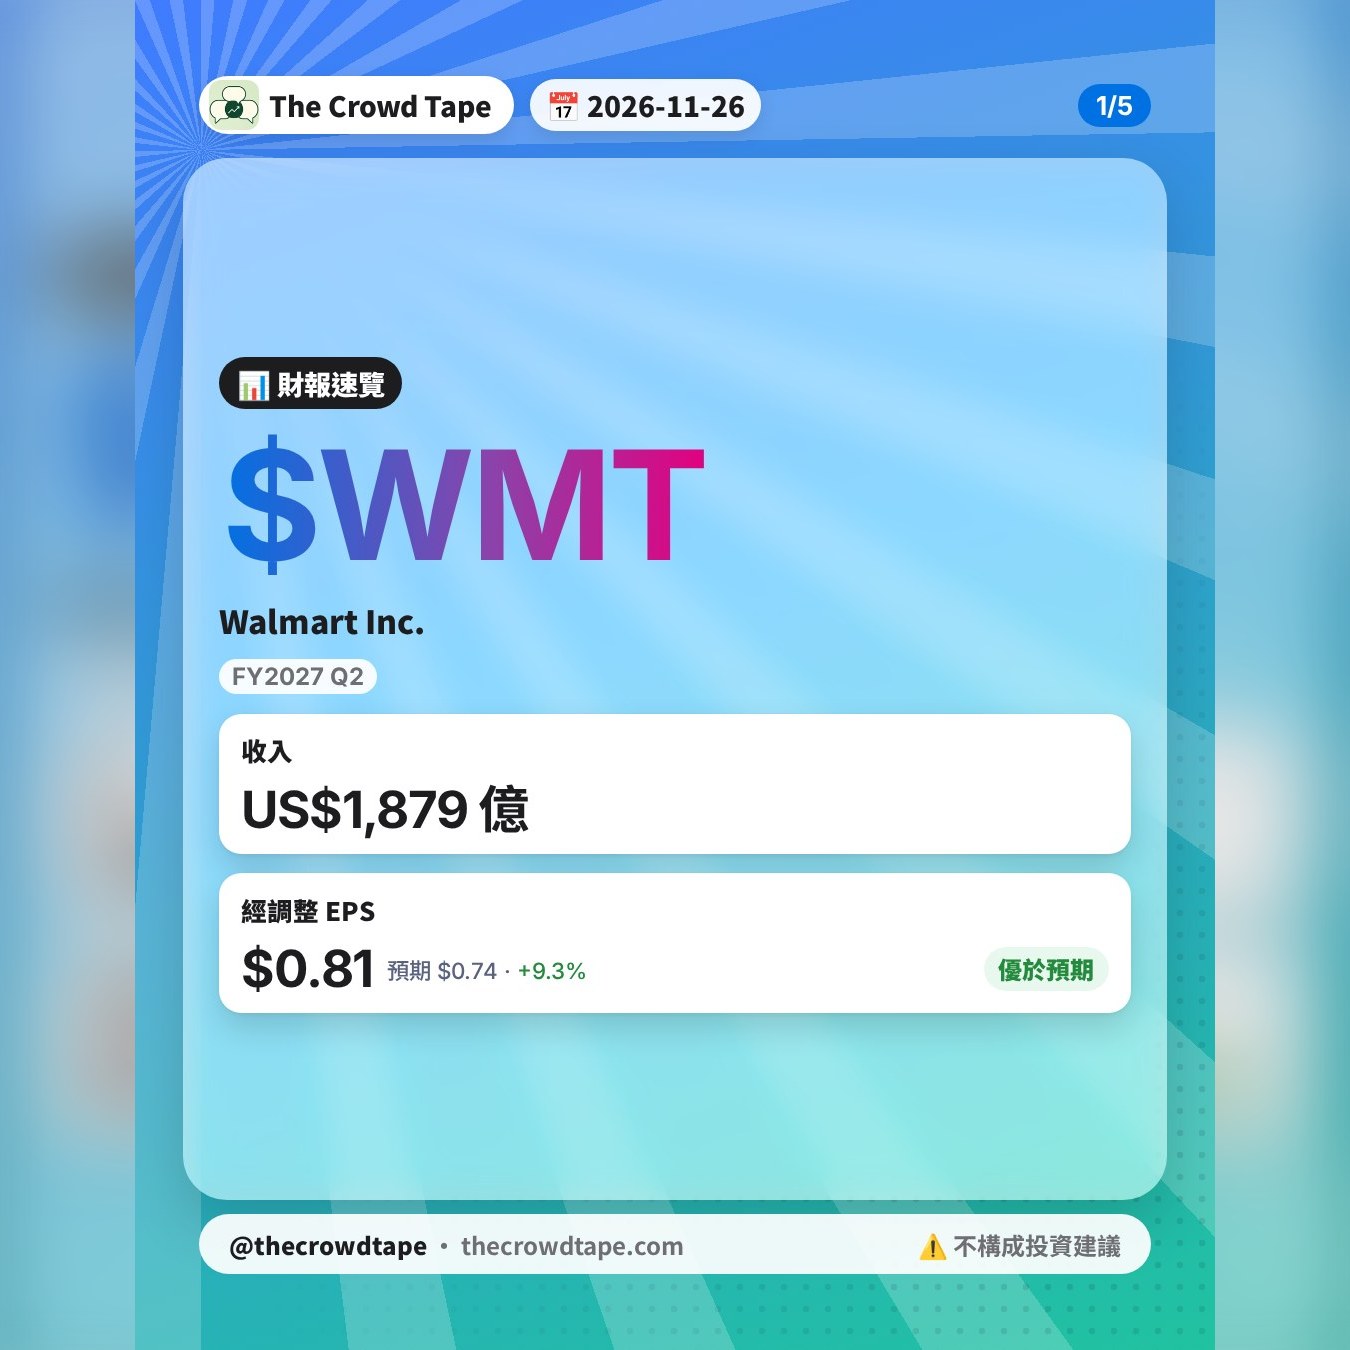 The Crowd Tape
📅 2026-11-26
1/5
📊 財報速覽
$WMT
Walmart Inc.
FY2027 Q2
收入
US$1,879 億
經調整 EPS
$0.81 預期 $0.74 · +9.3% 優於預期
@thecrowdtape • thecrowdtape.com
⚠️ 不構成投資建議